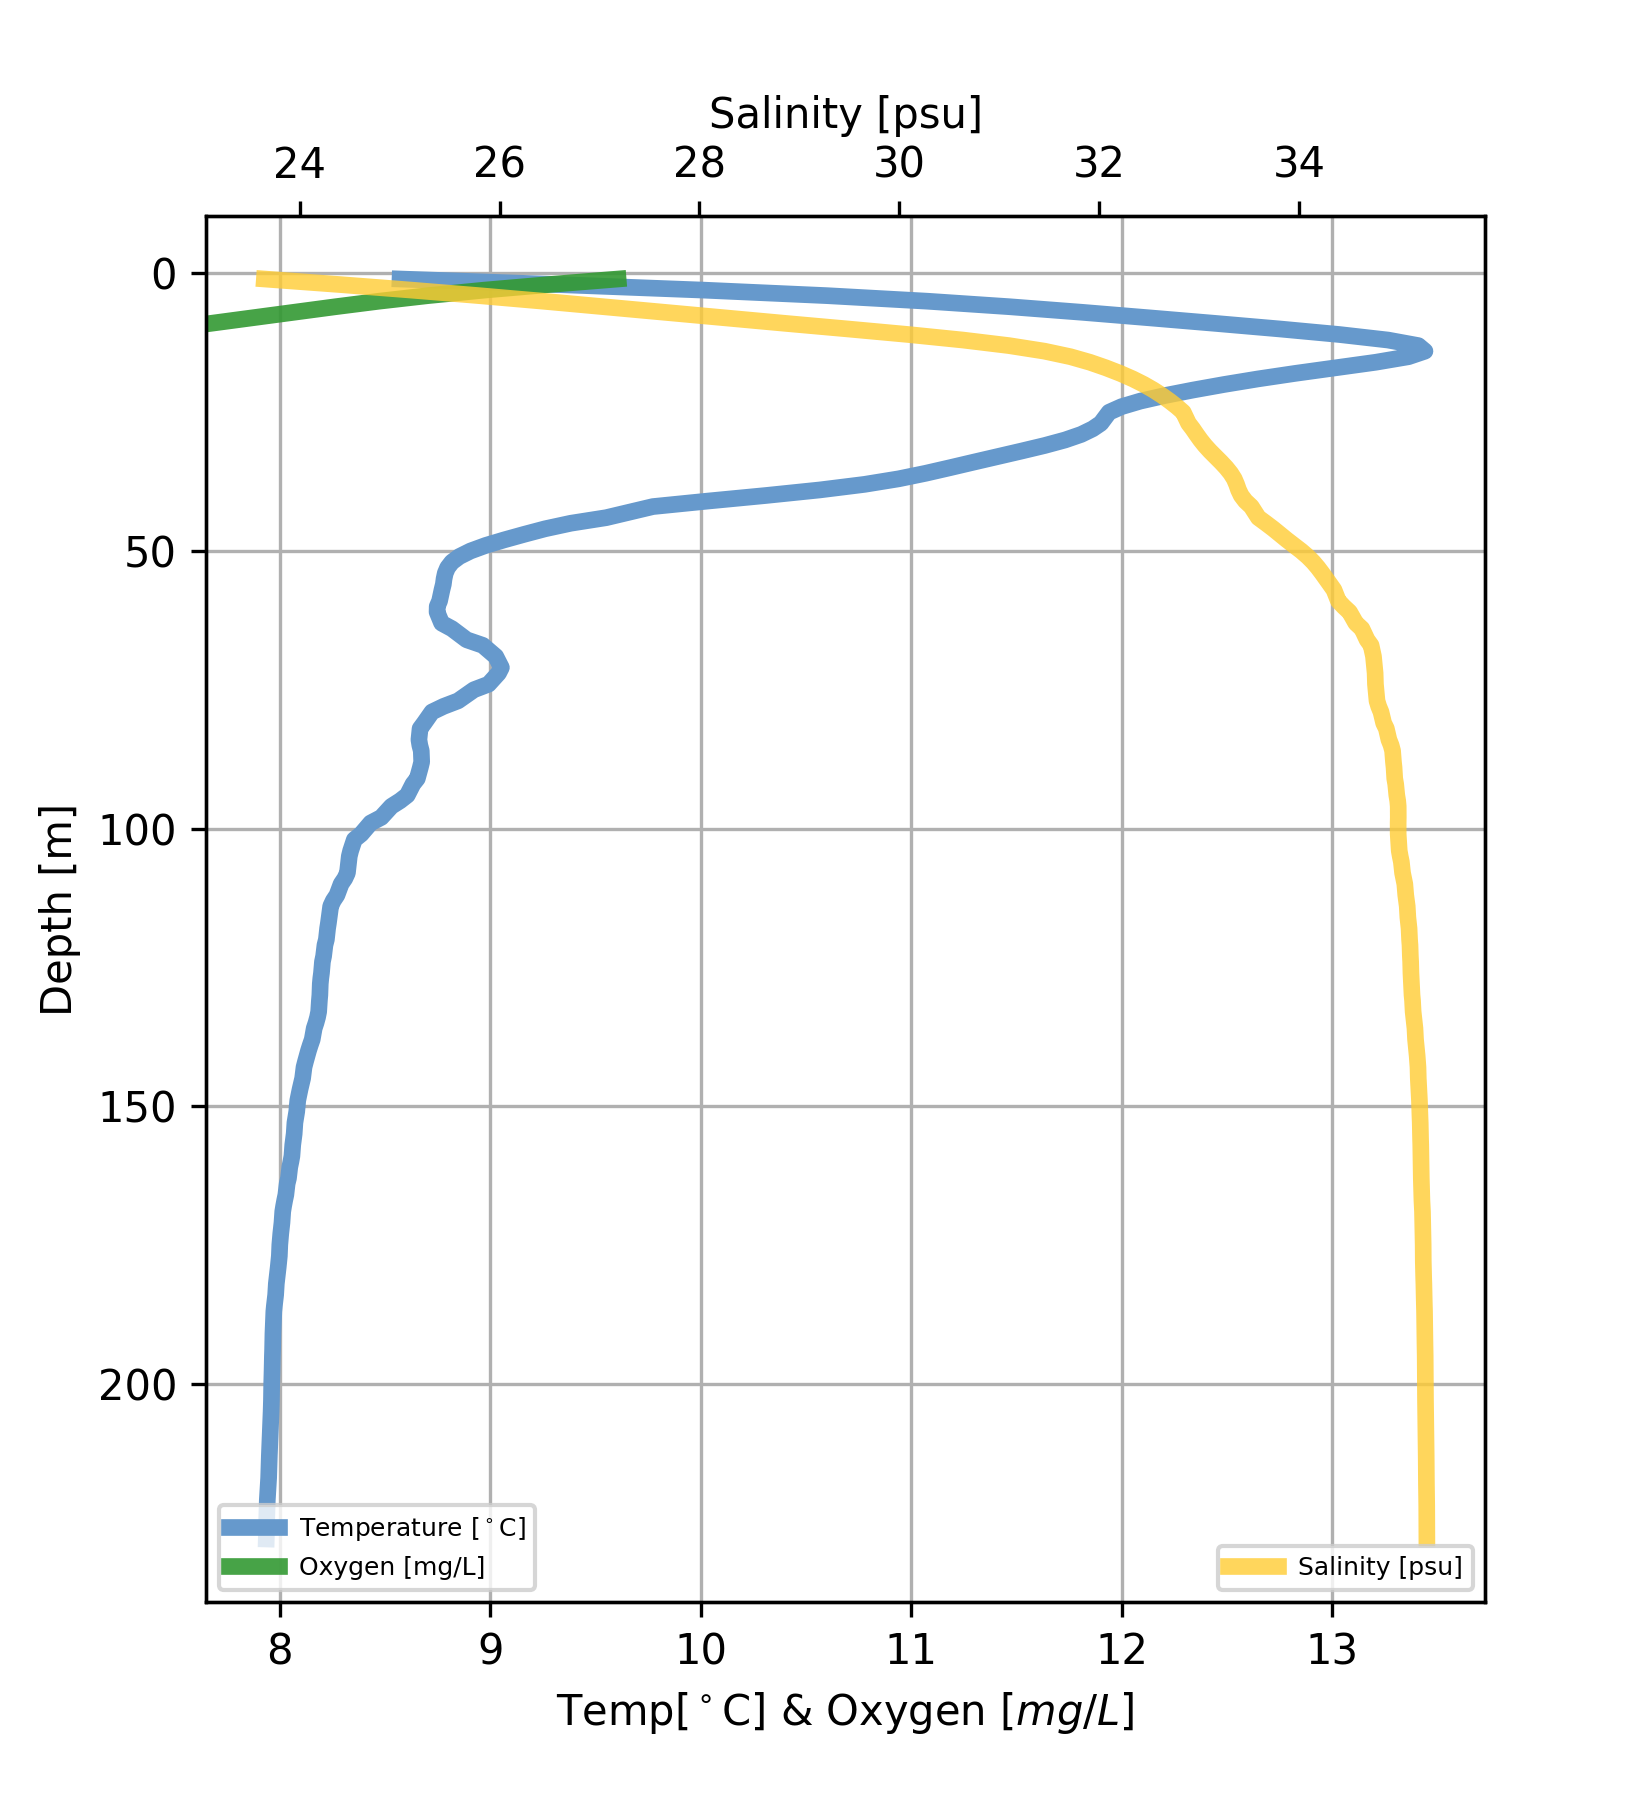 Salinity [psu]
24 26 28 30 32 34
0
50
100
150
200
Depth [m]
Temperature [°C]
Oxygen [mg/L]
Salinity [psu]
8 9 10 11 12 13
Temp[°C] & Oxygen [mg/L]